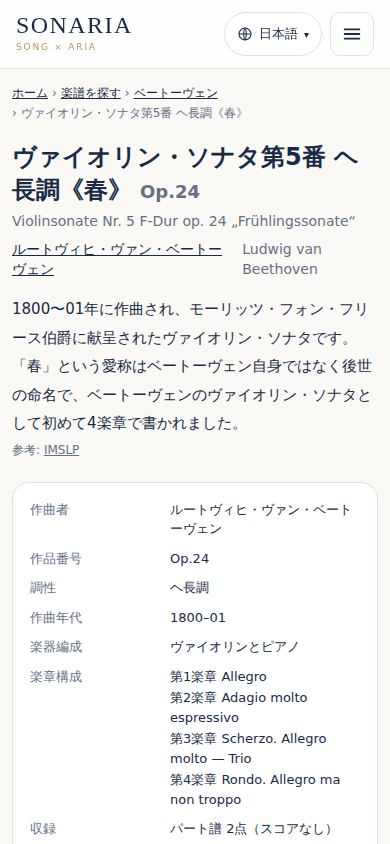 SONARIA
SONG × ARIA
日本語 ▾
ホーム › 楽譜を探す › ベートーヴェン
› ヴァイオリン・ソナタ第5番 ヘ長調《春》
ヴァイオリン・ソナタ第5番 ヘ
長調《春》 Op.24
Violinsonate Nr. 5 F-Dur op. 24 „Frühlingssonate“
ルートヴィヒ・ヴァン・ベートー
ヴェン
Ludwig van
Beethoven
1800〜01年に作曲され、モーリッツ・フォン・フリ
ース伯爵に献呈されたヴァイオリン・ソナタです。
「春」という愛称はベートーヴェン自身ではなく後世
の命名で、ベートーヴェンのヴァイオリン・ソナタと
して初めて4楽章で書かれました。
参考: IMSLP
作曲者 ルートヴィヒ・ヴァン・ベート
ーヴェン
作品番号 Op.24
調性 ヘ長調
作曲年代 1800–01
楽器編成 ヴァイオリンとピアノ
楽章構成 第1楽章 Allegro
第2楽章 Adagio molto
espressivo
第3楽章 Scherzo. Allegro
molto — Trio
第4楽章 Rondo. Allegro ma
non troppo
収録 パート譜 2点（スコアなし）